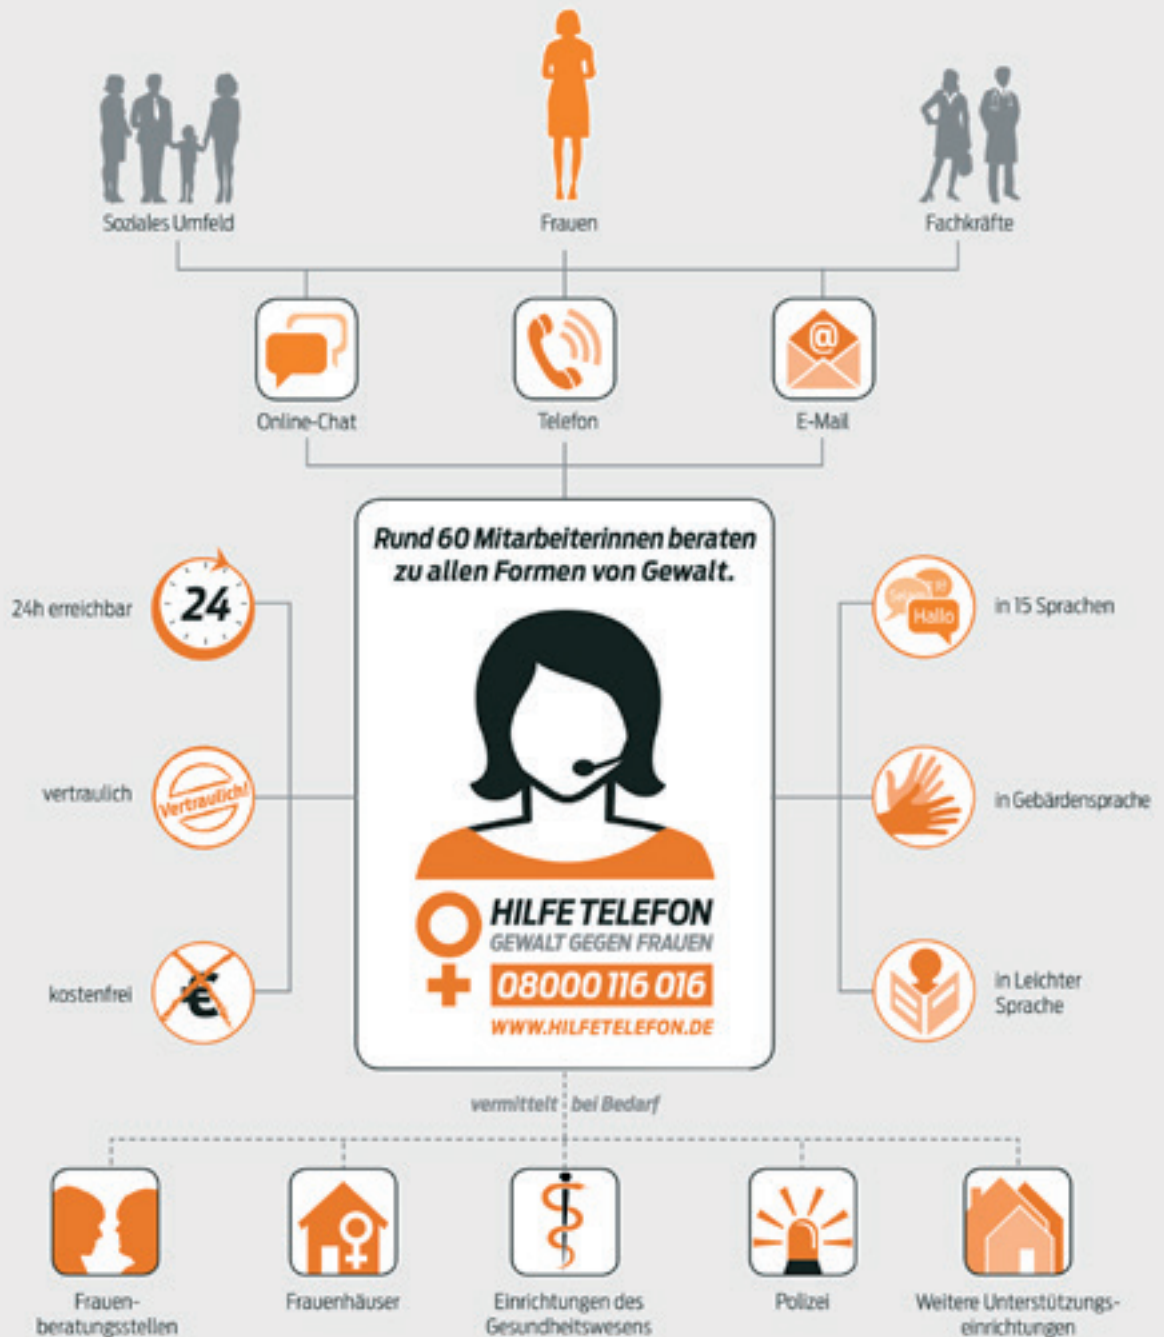 Soziales Umfeld
Frauen
Fachkräfte
@
Online-Chat
Telefon
E-Mail
Rund 60 Mitarbeiterinnen beraten
zu allen Formen von Gewalt.
24h erreichbar
24
Hallo
in 15 Sprachen
vertraulich
Vertraulich!
in Gebärdensprache
kostenfrei
€
in Leichter
Sprache
HILFE TELEFON
GEWALT GEGEN FRAUEN
08000 116 016
WWW.HILFETELEFON.DE
vermittelt bei Bedarf
Frauen-
beratungsstellen
Frauenhäuser
Einrichtungen des
Gesundheitswesens
Polizei
Weitere Unterstützungs-
einrichtungen